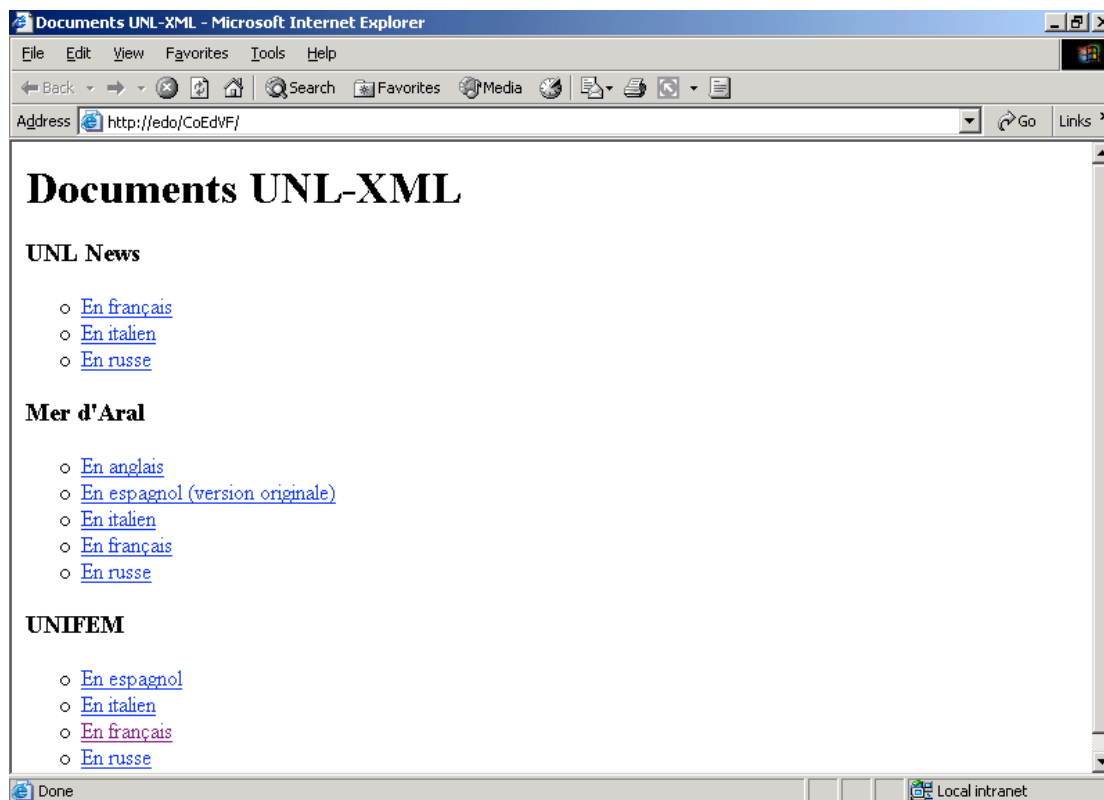 Documents UNL-XML - Microsoft Internet Explorer
File Edit View Favorites Tools Help
Back Search Favorites Media
Address http://edo/CoEdVF/ Go Links
Documents UNL-XML
UNL News
En français
En italien
En russe
Mer d'Aral
En anglais
En espagnol (version originale)
En italien
En français
En russe
UNIFEM
En espagnol
En italien
En français
En russe
Done Local intranet